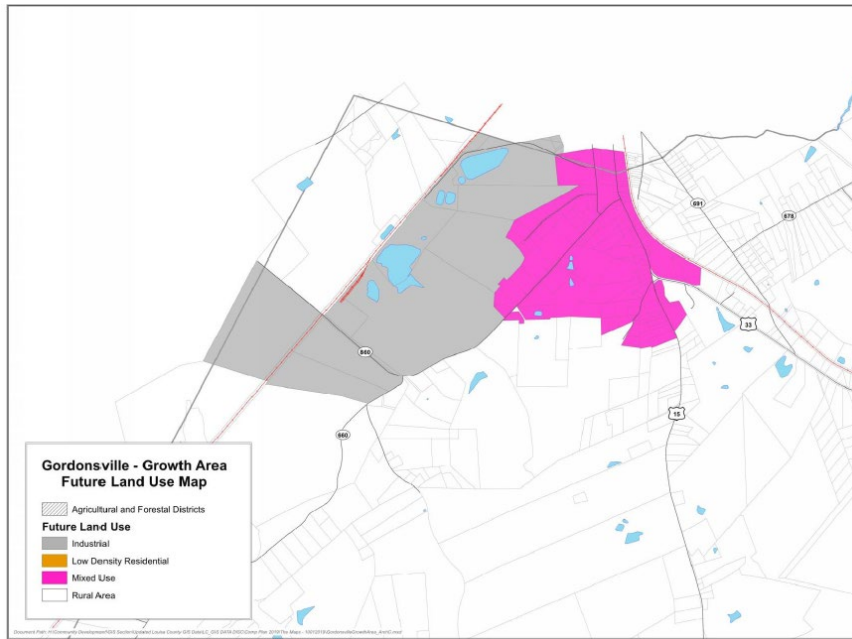 691
678
33
660
15
660
Gordonsville - Growth Area
Future Land Use Map
Agricultural and Forestal Districts
Future Land Use
Industrial
Low Density Residential
Mixed Use
Rural Area